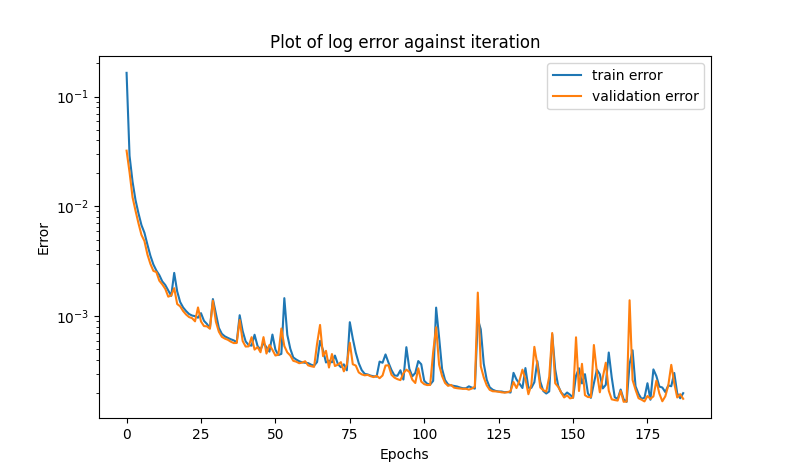 Plot of log error against iteration
train error
validation error
10⁻¹
10⁻²
10⁻³
Error
0 25 50 75 100 125 150 175
Epochs